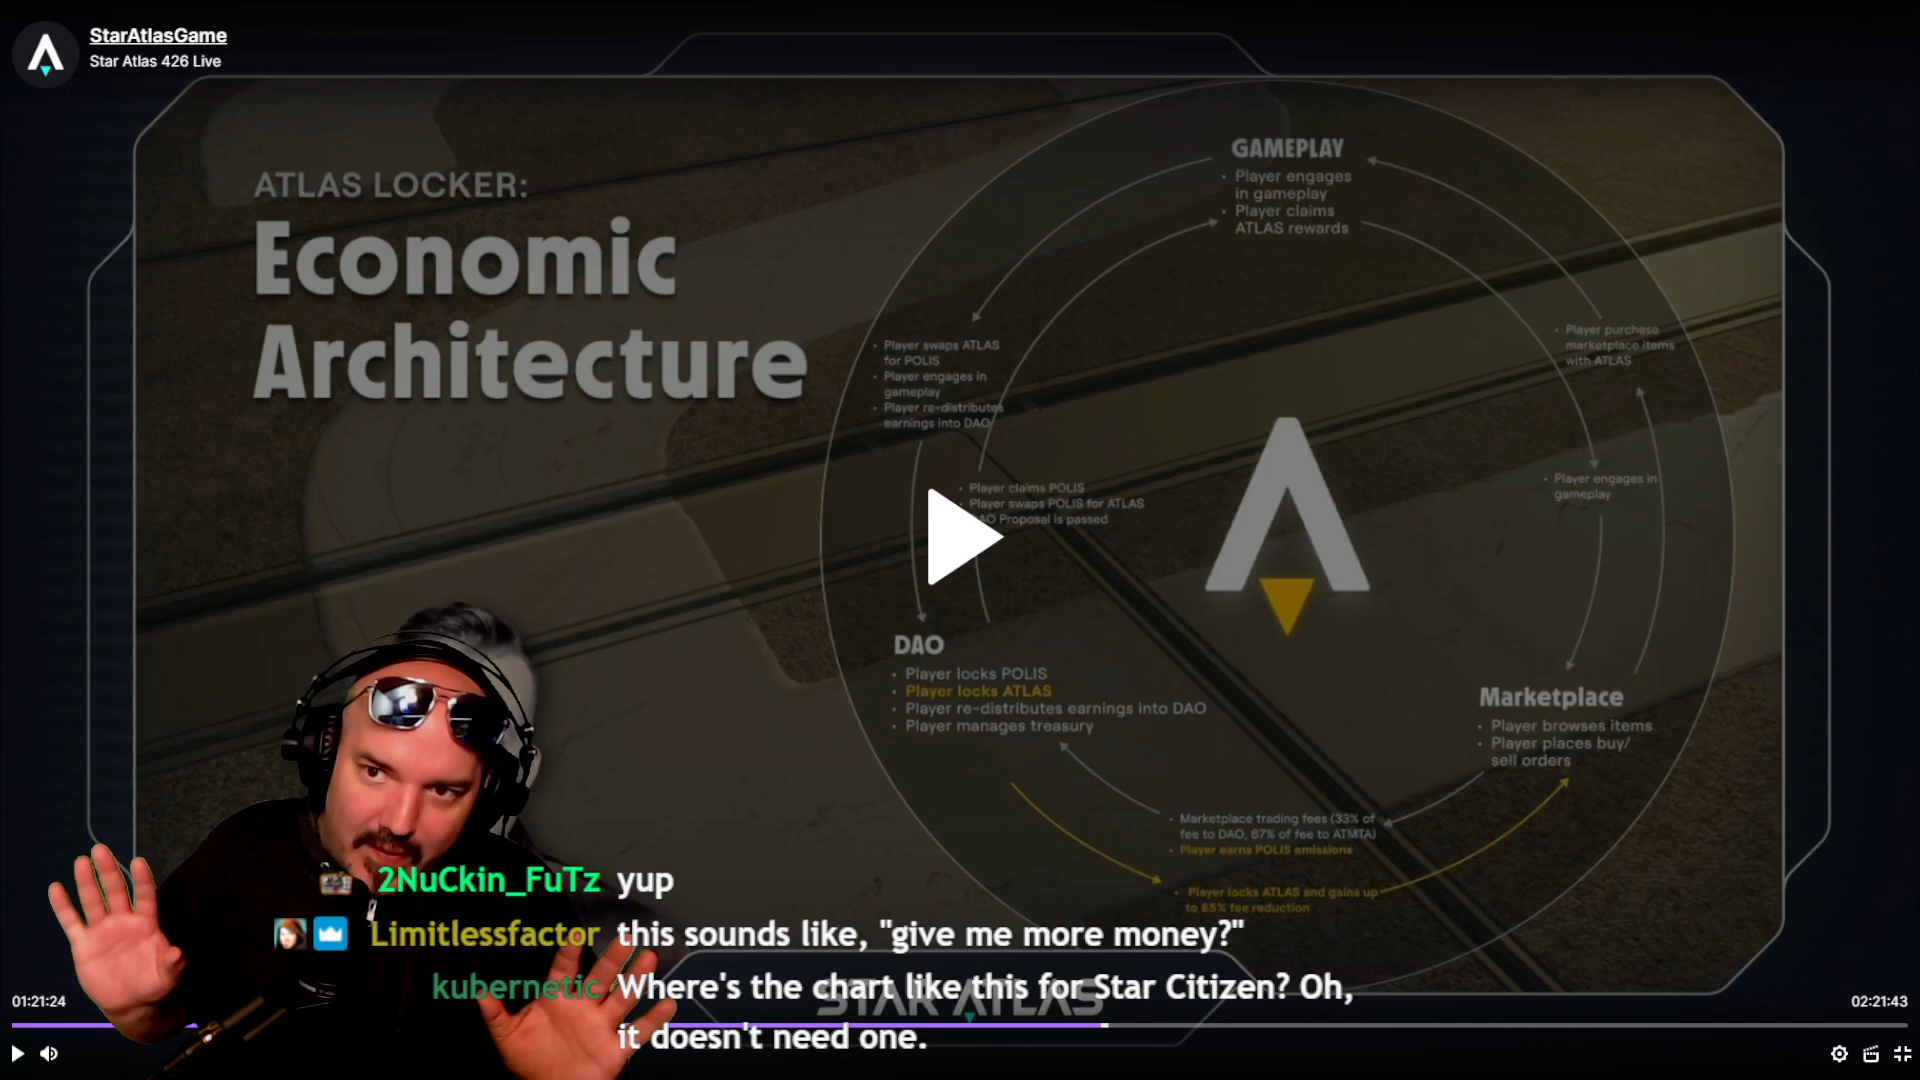 StarAtlasGame
Star Atlas 426 Live
ATLAS LOCKER:
Economic
Architecture
GAMEPLAY
• Player engages
in gameplay
• Player claims
ATLAS rewards
• Player swaps ATLAS
for POLIS
• Player engages in
gameplay
• Player re-distributes
earnings into DAO
• Player purchase
marketplace items
with ATLAS
• Player claims POLIS
• Player swaps POLIS for ATLAS
DAO Proposal is passed
• Player engages in
gameplay
DAO
• Player locks POLIS
• Player locks ATLAS
• Player re-distributes earnings into DAO
• Player manages treasury
Marketplace
• Player browses items
• Player places buy/
sell orders
• Marketplace trading fees (33% of
fee to DAO, 67% of fee to ATMTA)
• Player earns POLIS emissions
• Player locks ATLAS and gains up
to 85% fee reduction
2NuCkin_FuTz yup
Limitlessfactor this sounds like, "give me more money?"
kubernetic Where's the chart like this for Star Citizen? Oh,
it doesn't need one.
STAR ATLAS
01:21:24
02:21:43